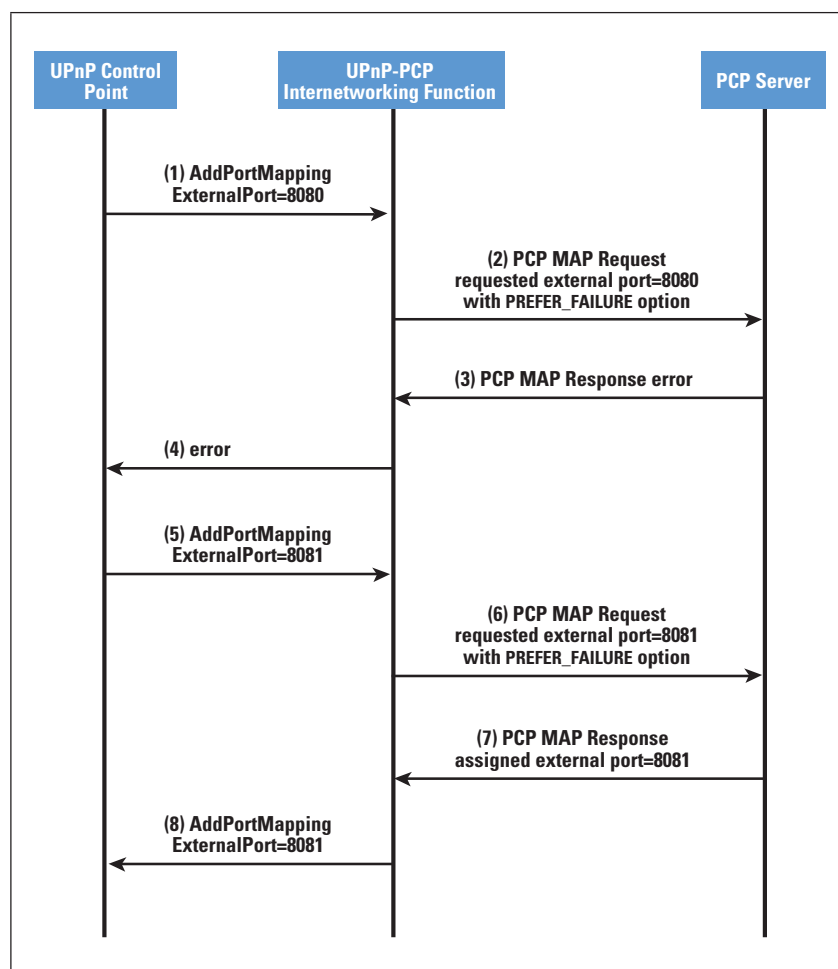 UPnP Control
Point
UPnP-PCP
Internetworking Function
PCP Server
(1) AddPortMapping
ExternalPort=8080
(2) PCP MAP Request
requested external port=8080
with PREFER_FAILURE option
(3) PCP MAP Response error
(4) error
(5) AddPortMapping
ExternalPort=8081
(6) PCP MAP Request
requested external port=8081
with PREFER_FAILURE option
(7) PCP MAP Response
assigned external port=8081
(8) AddPortMapping
ExternalPort=8081